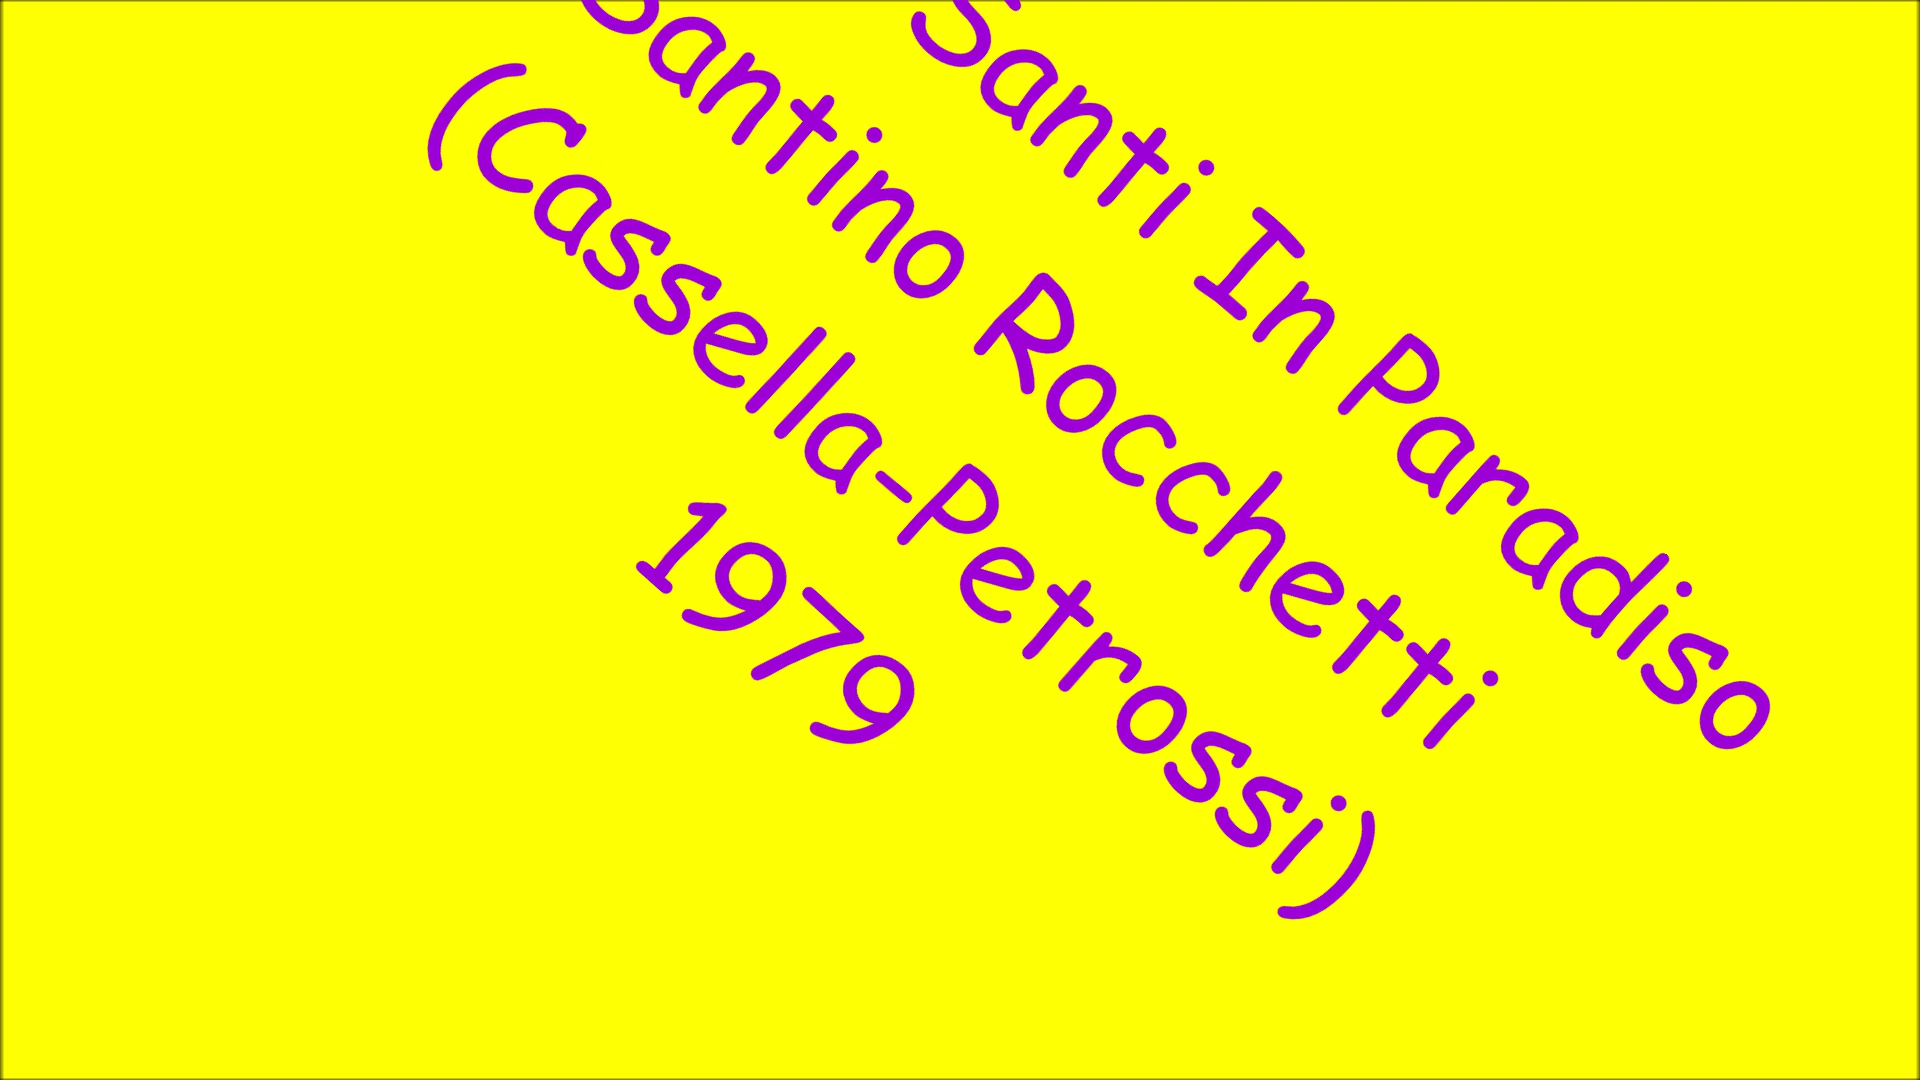 Santi In Paradiso
Santino Rocchetti
(Cassella-Petrossi)
1979